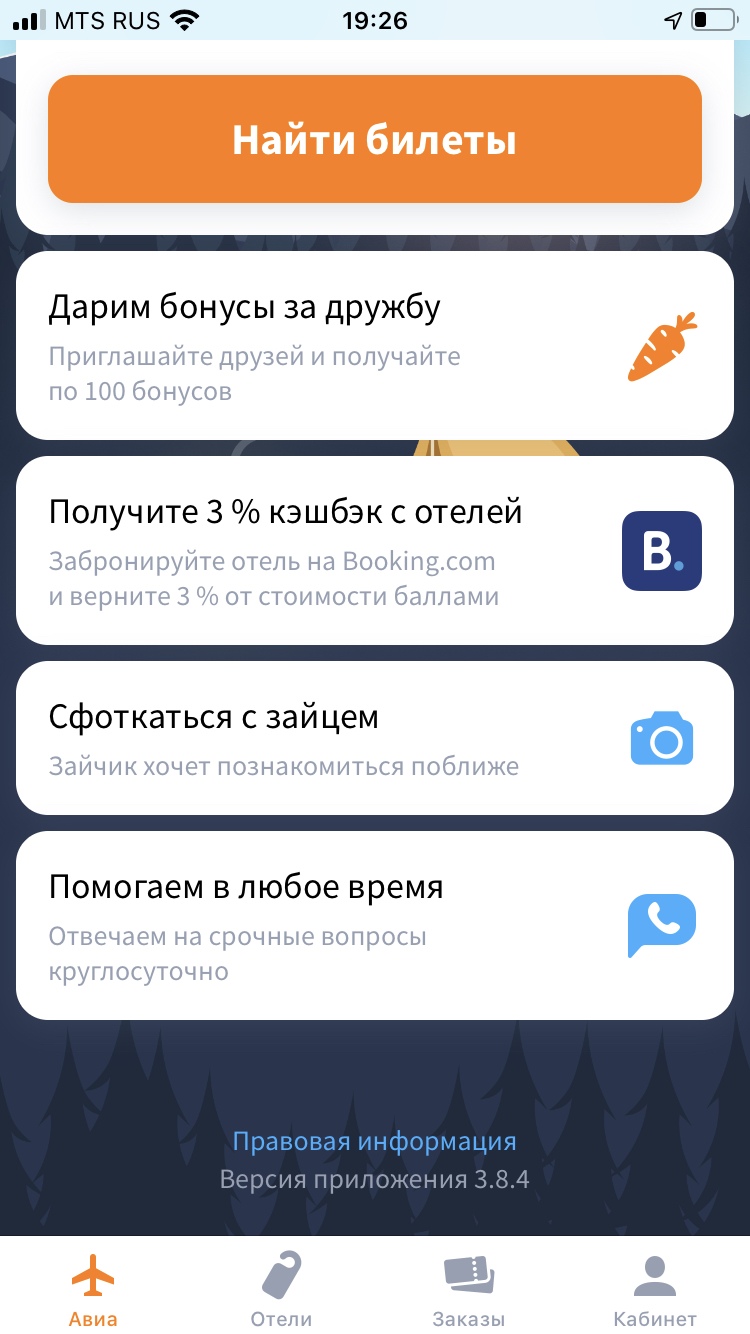 MTS RUS 19:26
Найти билеты
Дарим бонусы за дружбу
Приглашайте друзей и получайте
по 100 бонусов
Получите 3 % кэшбэк с отелей
Забронируйте отель на Booking.com
и верните 3 % от стоимости баллами
B.
Сфоткаться с зайцем
Зайчик хочет познакомиться поближе
Помогаем в любое время
Отвечаем на срочные вопросы
круглосуточно
Правовая информация
Версия приложения 3.8.4
Авиа Отели Заказы Кабинет